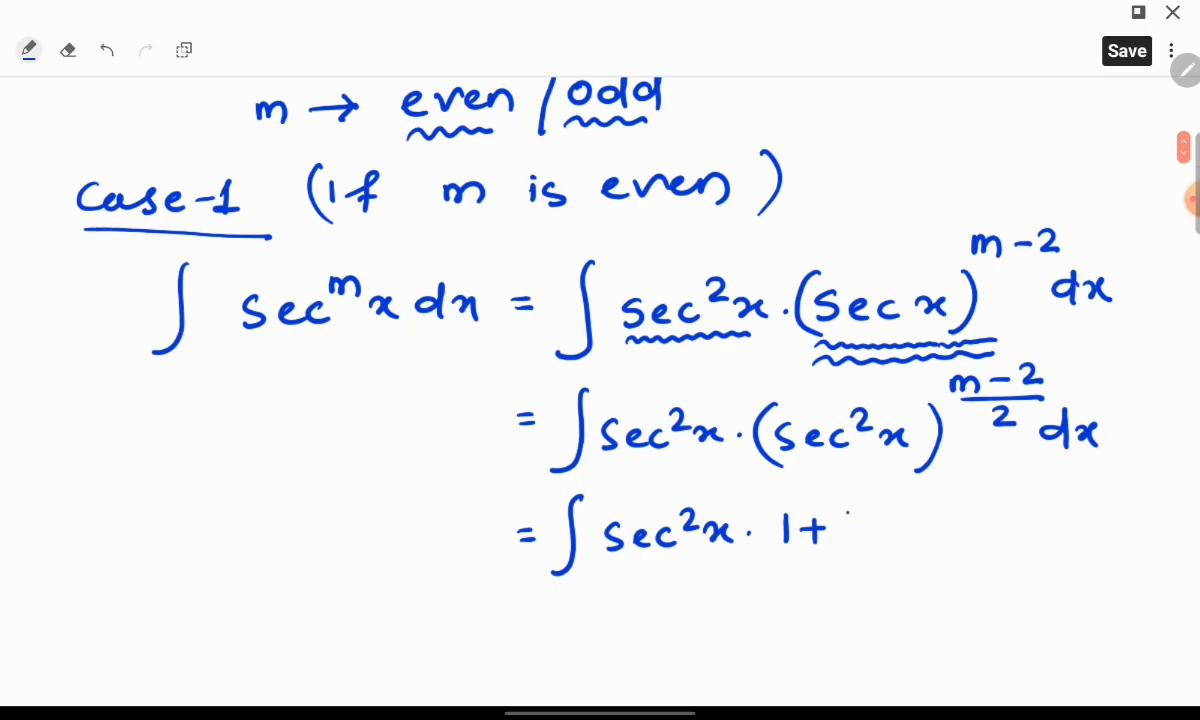 Save
m → even / odd
Case-1 (if m is even)
∫ sec^m x dx = ∫ sec²x · (sec x)^(m-2) dx
= ∫ sec²x · (sec²x)^((m-2)/2) dx
= ∫ sec²x · 1+